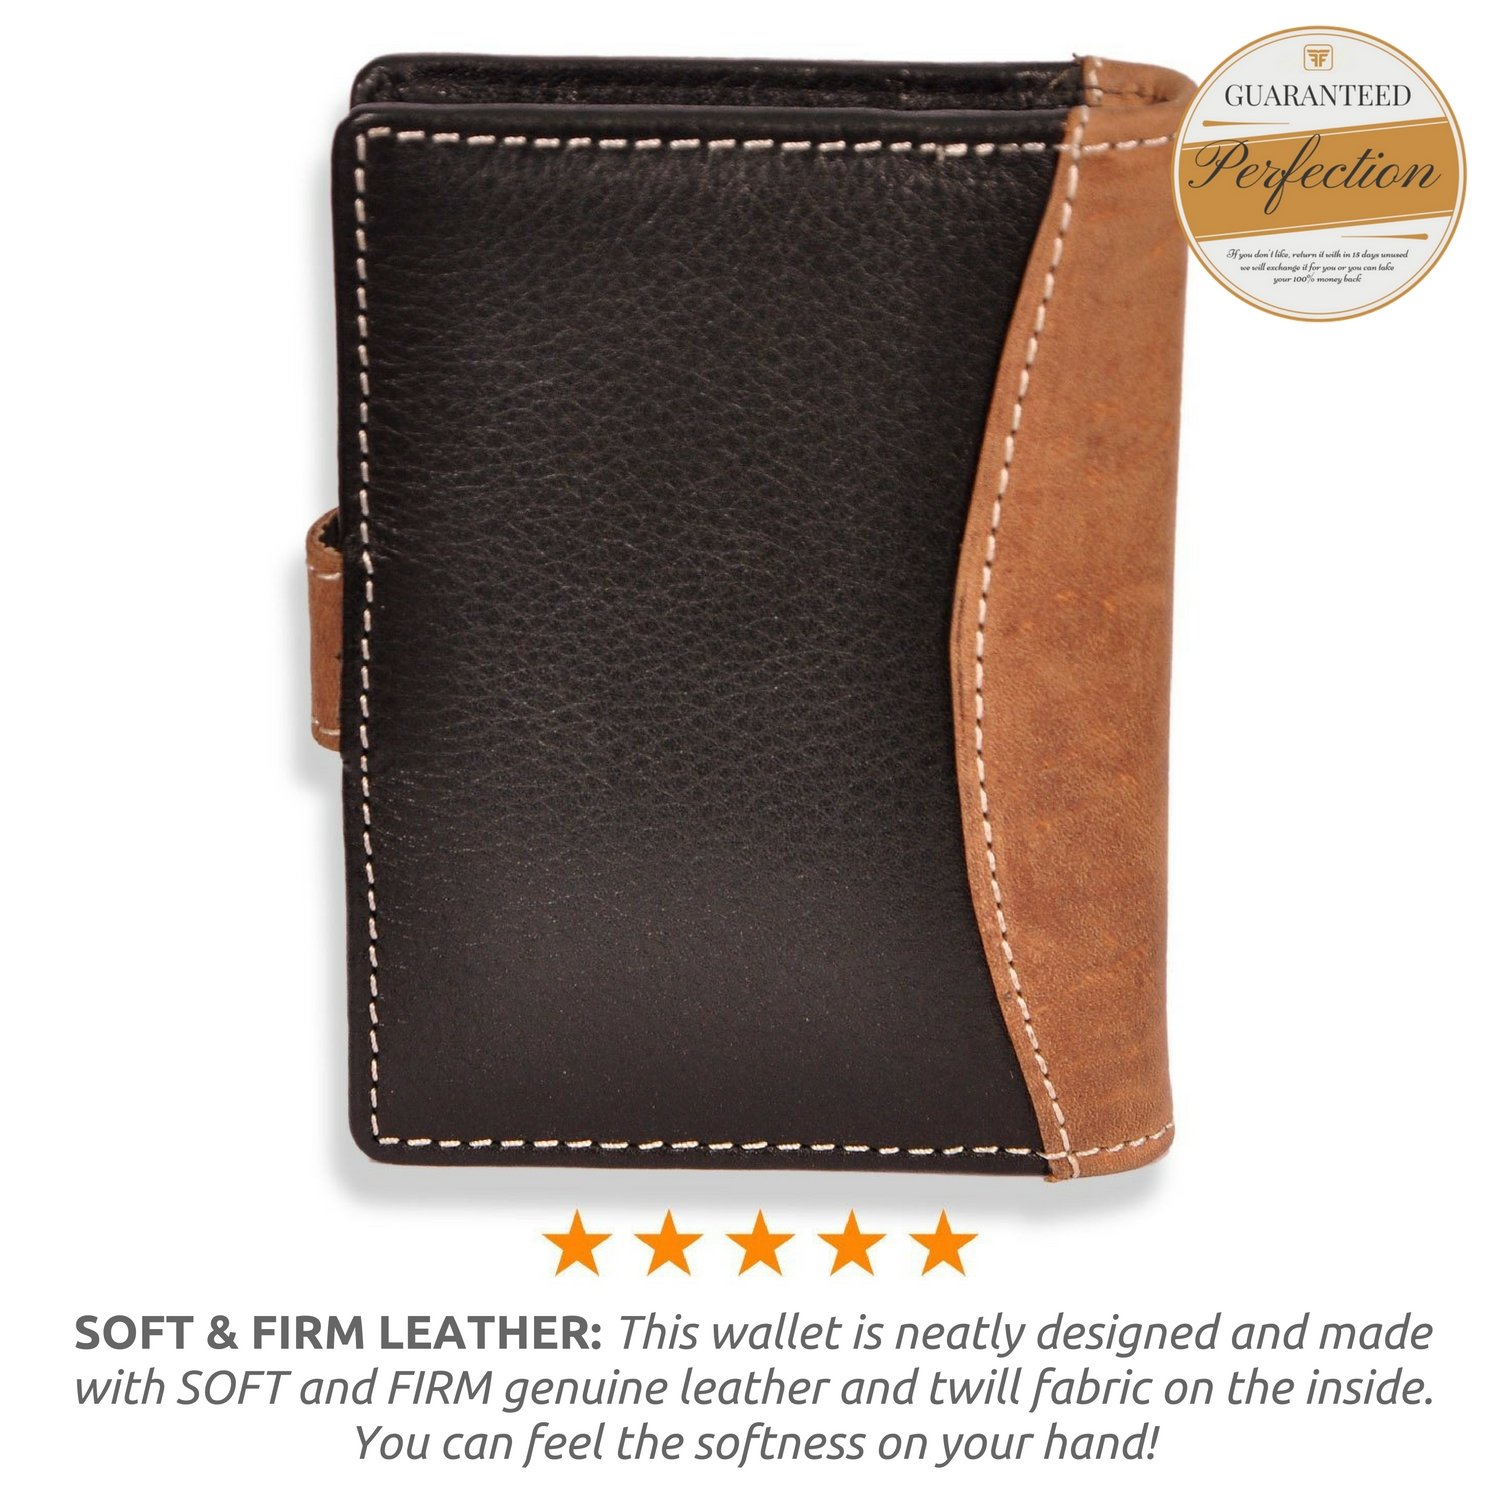 GUARANTEED
Perfection
If you don't like, return it with in 15 days unused
we will exchange it for you or you can take
your 100% money back
SOFT & FIRM LEATHER: This wallet is neatly designed and made
with SOFT and FIRM genuine leather and twill fabric on the inside.
You can feel the softness on your hand!